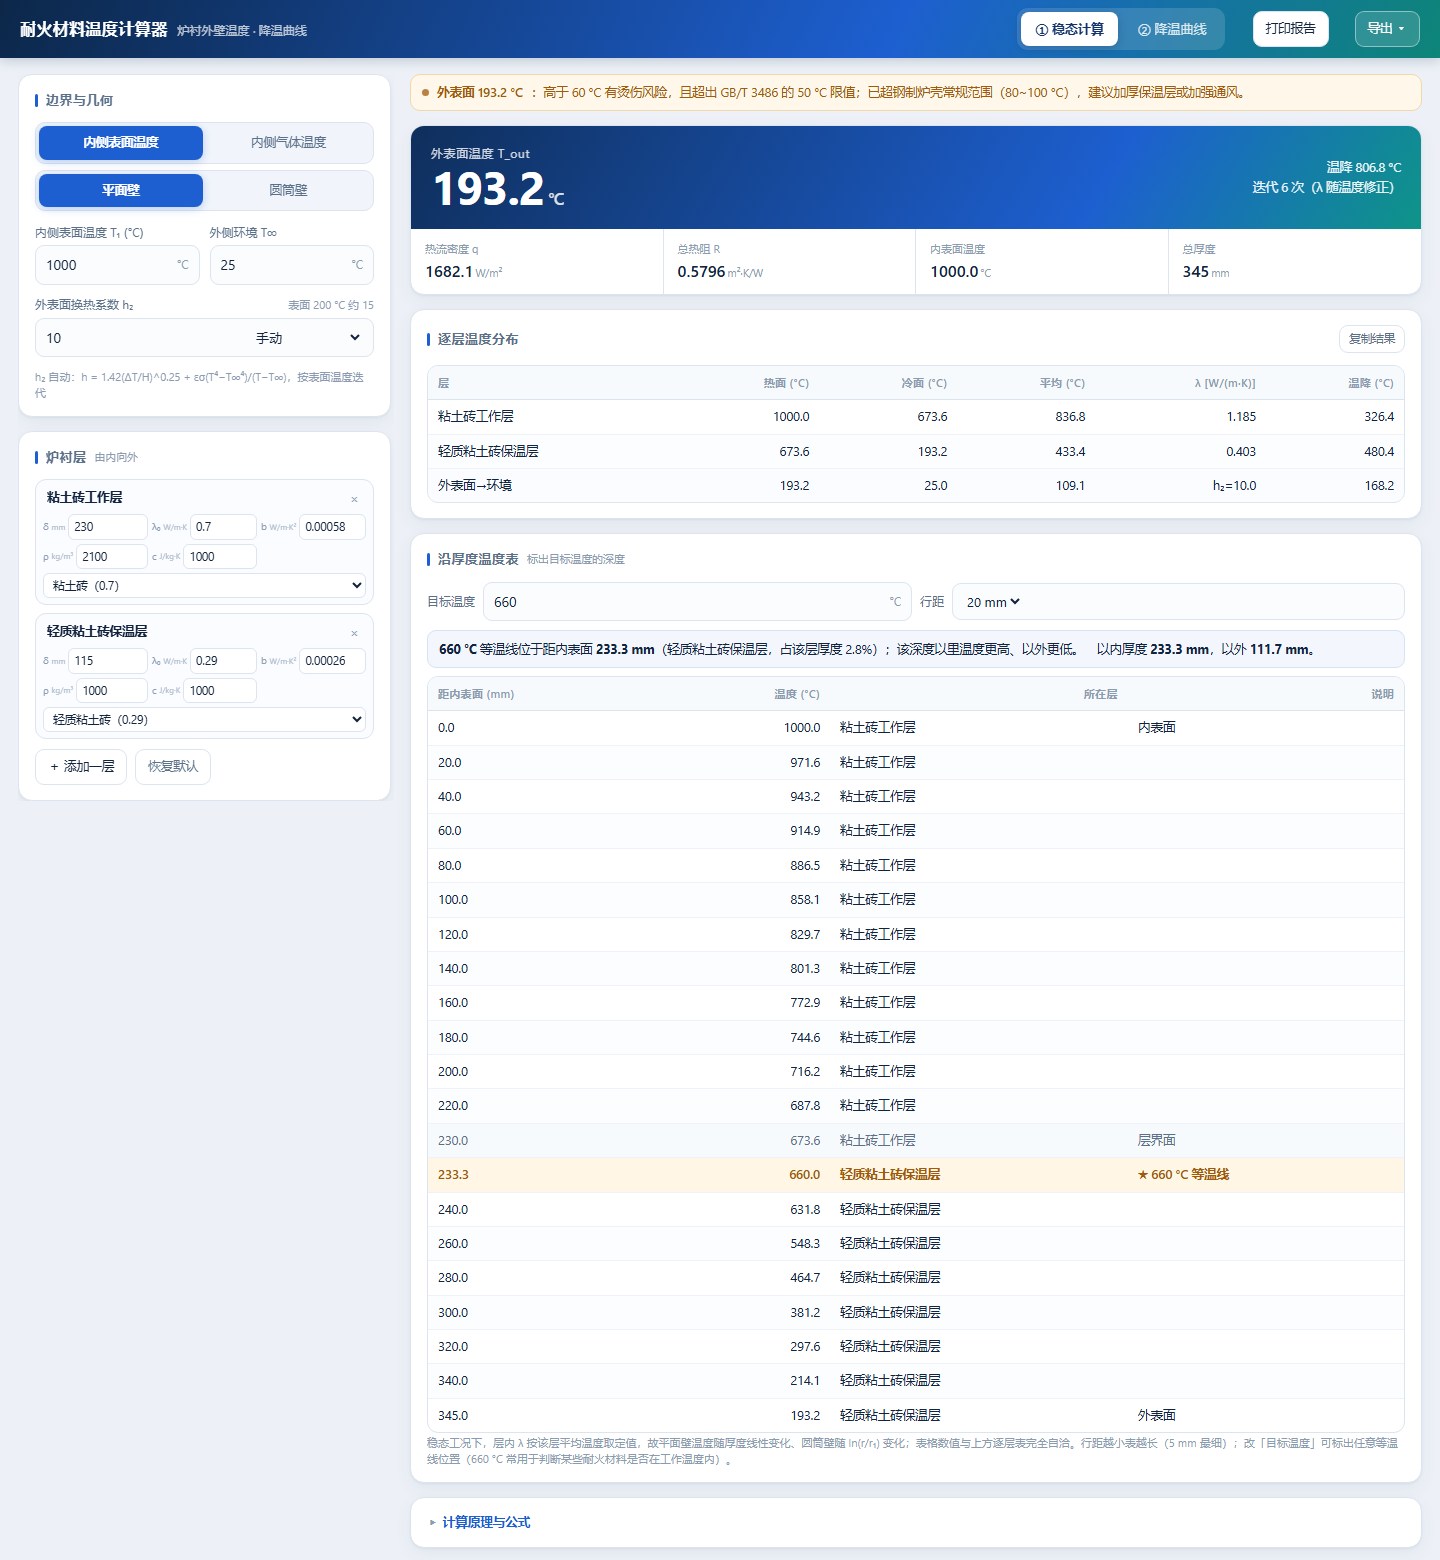 耐火材料温度计算器 炉衬外壁温度 · 降温曲线
① 稳态计算 ② 降温曲线 打印报告 导出
边界与几何
内侧表面温度 内侧气体温度
平面壁 圆筒壁
内侧表面温度 T₁ (°C) 外侧环境 T∞
1000 °C 25 °C
外表面换热系数 h₂ 表面 200 °C 约 15
10 手动
h₂ 自动：h = 1.42(ΔT/H)^0.25 + εσ(T⁴−T∞⁴)/(T−T∞)，按表面温度迭
代
炉衬层 由内向外
粘土砖工作层 ×
δ mm 230 λ₀ W/m·K 0.7 b W/m·K² 0.00058
ρ kg/m³ 2100 c J/kg·K 1000
粘土砖（0.7）
轻质粘土砖保温层 ×
δ mm 115 λ₀ W/m·K 0.29 b W/m·K² 0.00026
ρ kg/m³ 1000 c J/kg·K 1000
轻质粘土砖（0.29）
+ 添加一层 恢复默认
外表面 193.2 °C ：高于 60 °C 有烫伤风险，且超出 GB/T 3486 的 50 °C 限值；已超钢制炉壳常规范围（80~100 °C），建议加厚保温层或加强通风。
外表面温度 T_out
193.2 °C
温降 806.8 °C
迭代 6 次（λ 随温度修正）
热流密度 q 总热阻 R 内表面温度 总厚度
1682.1 W/m² 0.5796 m²·K/W 1000.0 °C 345 mm
逐层温度分布 复制结果
层 热面 (°C) 冷面 (°C) 平均 (°C) λ [W/(m·K)] 温降 (°C)
粘土砖工作层 1000.0 673.6 836.8 1.185 326.4
轻质粘土砖保温层 673.6 193.2 433.4 0.403 480.4
外表面→环境 193.2 25.0 109.1 h₂=10.0 168.2
沿厚度温度表 标出目标温度的深度
目标温度 660 °C 行距 20 mm
660 °C 等温线位于距内表面 233.3 mm（轻质粘土砖保温层，占该层厚度 2.8%）；该深度以里温度更高、以外更低。 以内厚度 233.3 mm，以外 111.7 mm。
距内表面 (mm) 温度 (°C) 所在层 说明
0.0 1000.0 粘土砖工作层 内表面
20.0 971.6 粘土砖工作层
40.0 943.2 粘土砖工作层
60.0 914.9 粘土砖工作层
80.0 886.5 粘土砖工作层
100.0 858.1 粘土砖工作层
120.0 829.7 粘土砖工作层
140.0 801.3 粘土砖工作层
160.0 772.9 粘土砖工作层
180.0 744.6 粘土砖工作层
200.0 716.2 粘土砖工作层
220.0 687.8 粘土砖工作层
230.0 673.6 粘土砖工作层 层界面
233.3 660.0 轻质粘土砖保温层 ★ 660 °C 等温线
240.0 631.8 轻质粘土砖保温层
260.0 548.3 轻质粘土砖保温层
280.0 464.7 轻质粘土砖保温层
300.0 381.2 轻质粘土砖保温层
320.0 297.6 轻质粘土砖保温层
340.0 214.1 轻质粘土砖保温层
345.0 193.2 轻质粘土砖保温层 外表面
稳态工况下，层内 λ 按该层平均温度取定值，故平面壁温度随厚度线性变化、圆筒壁随 ln(r/r₁) 变化；表格数值与上方逐层表完全自洽。行距越小表越长（5 mm 最细）；改「目标温度」可标出任意等温
线位置（660 °C 常用于判断某些耐火材料是否在工作温度内）。
计算原理与公式